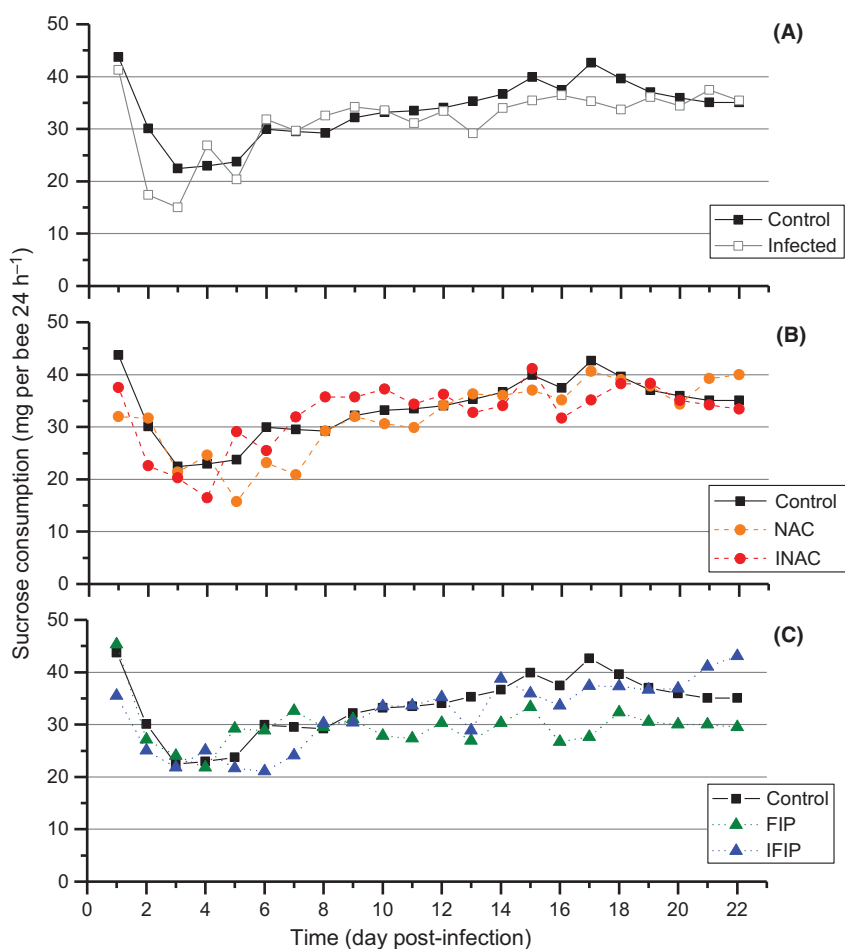 (A)
50
40
30
20
10
0
Control
Infected
(B)
50
40
30
20
10
0
Control
NAC
INAC
(C)
50
40
30
20
10
0
Control
FIP
IFIP
0 2 4 6 8 10 12 14 16 18 20 22
Time (day post-infection)
Sucrose consumption (mg per bee 24 h⁻¹)